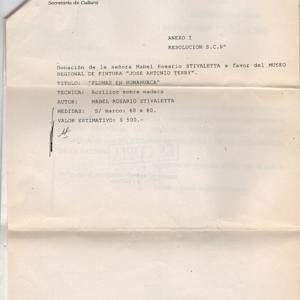 Secretaría de Cultura
ANEXO I
RESOLUCION S.C.Nº
Donación de la señora Mabel Rosario STIVALETTA a favor del MUSEO
REGIONAL DE PINTURA "JOSE ANTONIO TERRY".
TITULO: "PLUMAS EN HUMAHUACA"
TECNICA: Acrílico sobre madera
AUTOR: MABEL ROSARIO STIVALETTA
MEDIDAS: S/ marco: 60 x 80.
VALOR ESTIMATIVO: $ 500.-